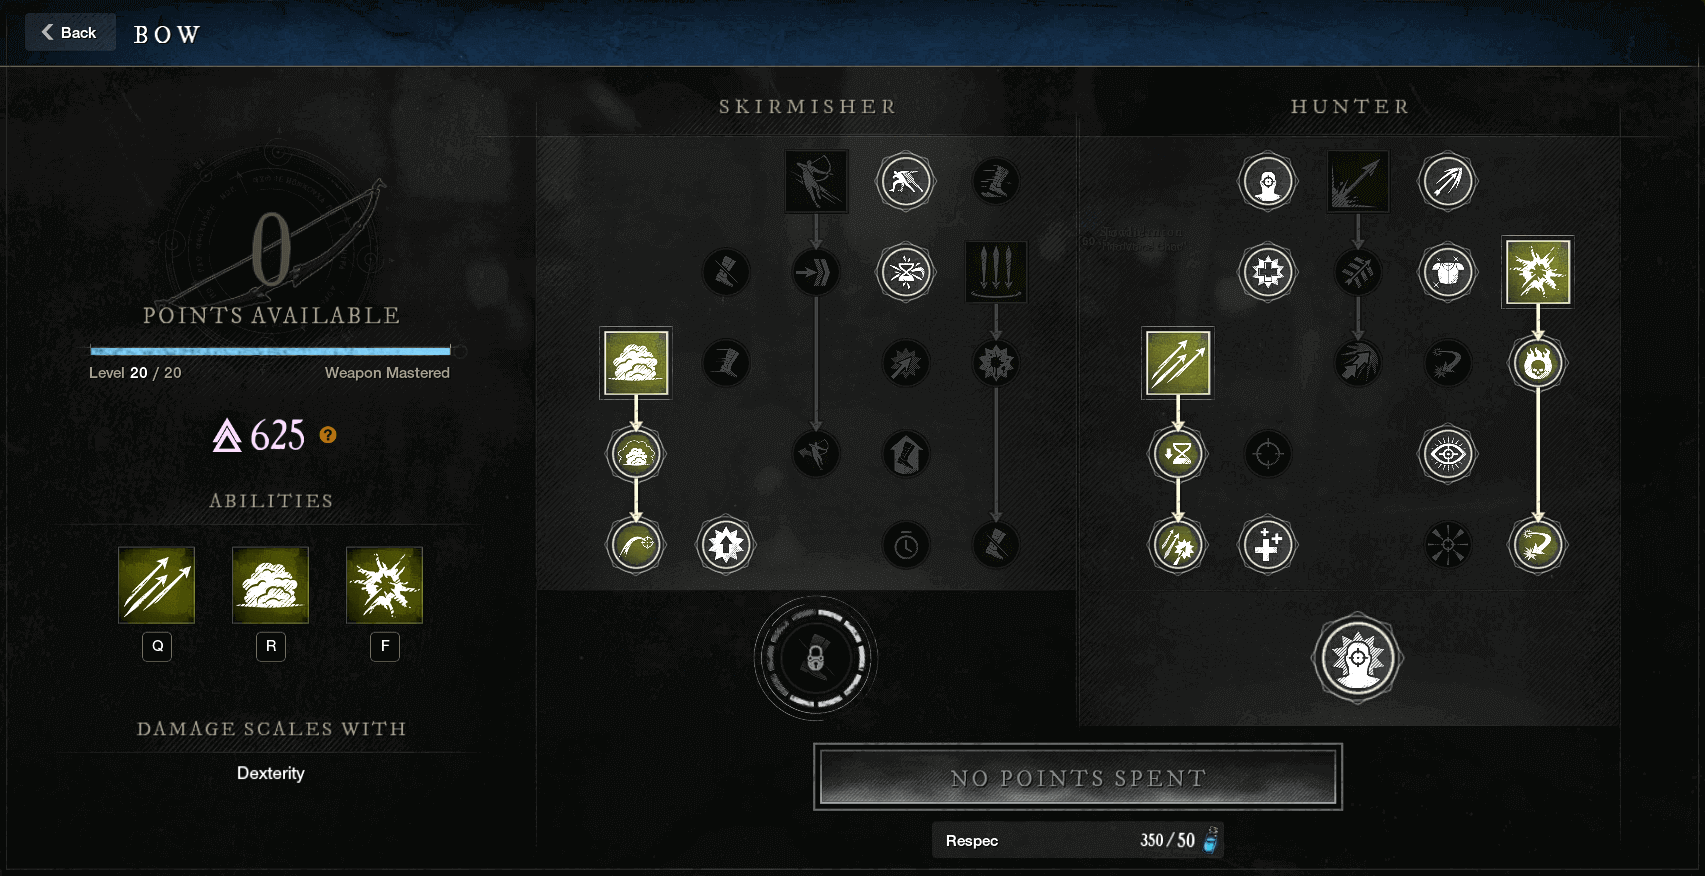 Back
BOW
SKIRMISHER
HUNTER
0
POINTS AVAILABLE
Level 20 / 20
Weapon Mastered
625
?
ABILITIES
Q
R
F
DAMAGE SCALES WITH
Dexterity
NO POINTS SPENT
Respec
350 / 50